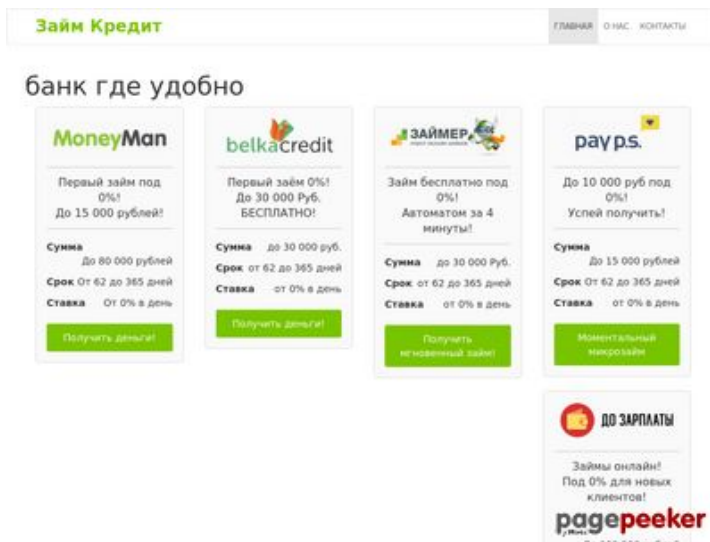 Займ Кредит
ГЛАВНАЯ О НАС. КОНТАКТЫ
банк где удобно
MoneyMan
Первый займ под
0%!
До 15 000 рублей!
Сумма
До 80 000 рублей
Срок От 62 до 365 дней
Ставка От 0% в день
Получить деньги!
belkacredit
Первый заём 0%!
До 30 000 Руб.
БЕСПЛАТНО!
Сумма до 30 000 руб.
Срок от 62 до 365 дней
Ставка от 0% в день
Получить деньги!
ЗАЙМЕР
Займ бесплатно под
0%!
Автоматом за 4
минуты!
Сумма до 30 000 Руб.
Срок от 62 до 365 дней
Ставка от 0% в день
Получить
мгновенный займ!
pay p.s.
До 10 000 руб под
0%!
Успей получить!
Сумма
До 15 000 рублей
Срок От 62 до 365 дней
Ставка от 0% в день
Моментальный
микрозайм
ДО ЗАРПЛАТЫ
Займы онлайн!
Под 0% для новых
клиентов!
pagepeeker